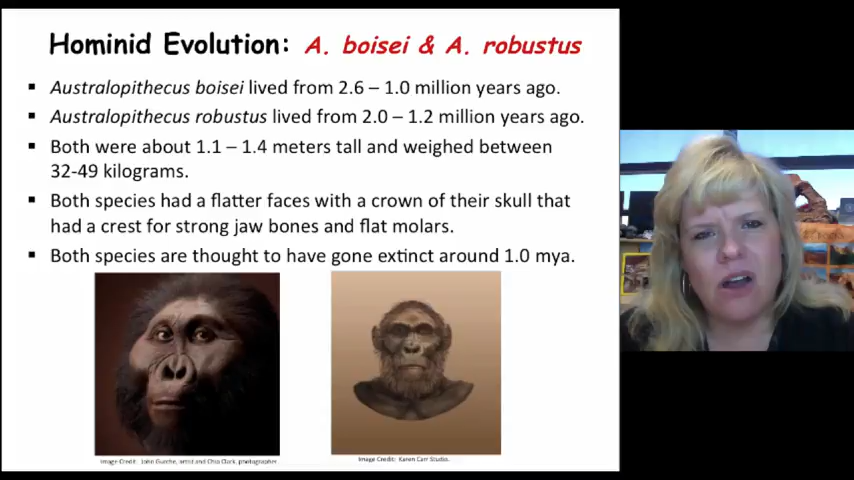 Hominid Evolution: A. boisei & A. robustus
Australopithecus boisei lived from 2.6 – 1.0 million years ago.
Australopithecus robustus lived from 2.0 – 1.2 million years ago.
Both were about 1.1 – 1.4 meters tall and weighed between
32-49 kilograms.
Both species had a flatter faces with a crown of their skull that
had a crest for strong jaw bones and flat molars.
Both species are thought to have gone extinct around 1.0 mya.
Image Credit: John Gurche, artist and Chip Clark, photographer
Image Credit: Karen Carr Studio.